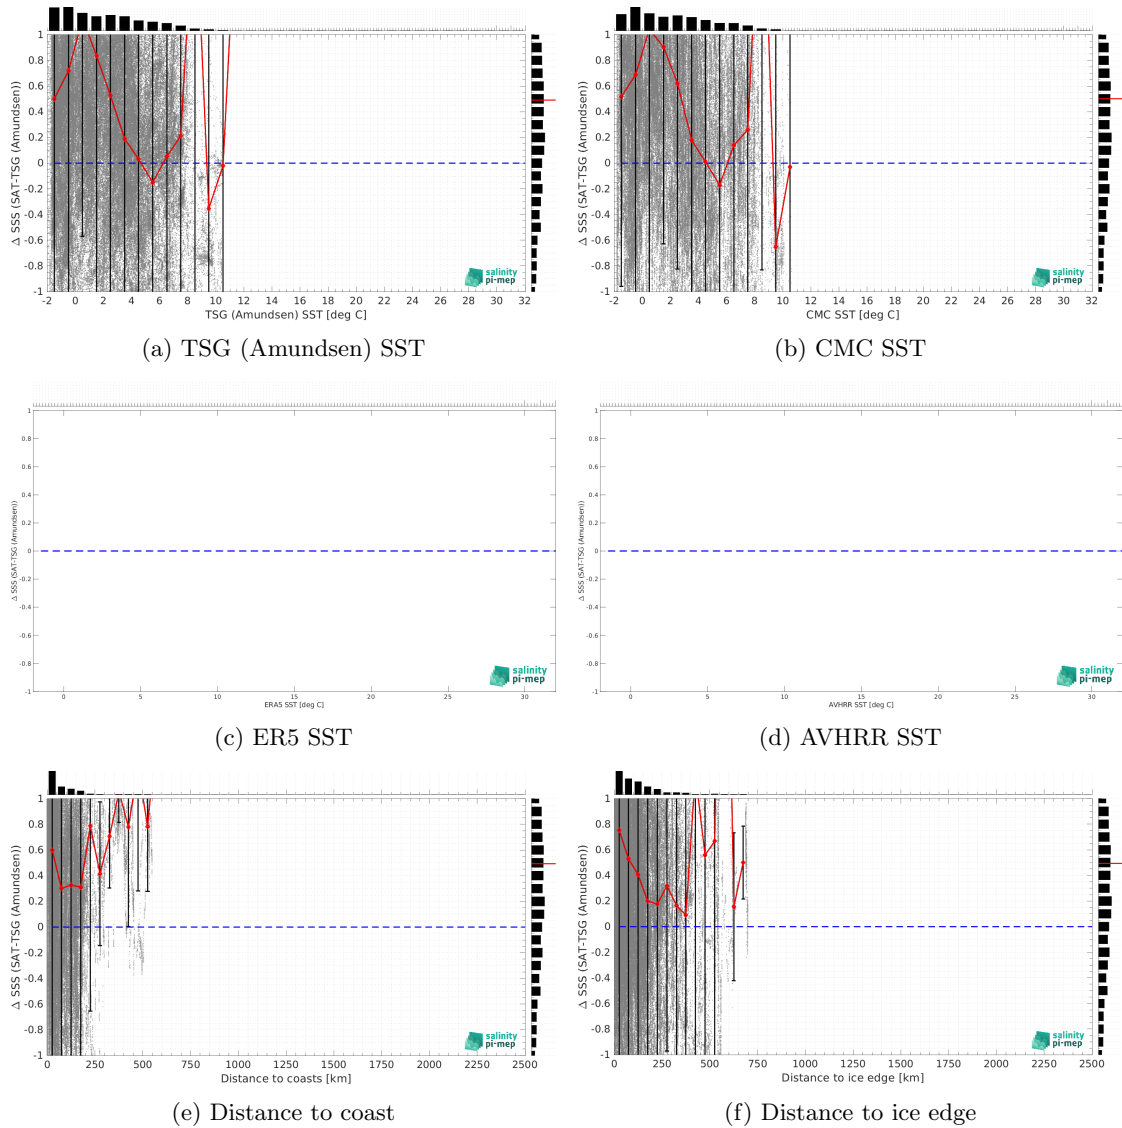 1
0.8
0.6
0.4
0.2
0
-0.2
-0.4
-0.6
-0.8
-1
Δ SSS (SAT-TSG (Amundsen))
-2 0 2 4 6 8 10 12 14 16 18 20 22 24 26 28 30 32
TSG (Amundsen) SST [deg C]
salinity
pi-mep
(a) TSG (Amundsen) SST
1
0.8
0.6
0.4
0.2
0
-0.2
-0.4
-0.6
-0.8
-1
Δ SSS (SAT-TSG (Amundsen))
-2 0 2 4 6 8 10 12 14 16 18 20 22 24 26 28 30 32
CMC SST [deg C]
salinity
pi-mep
(b) CMC SST
1
0.8
0.6
0.4
0.2
0
-0.2
-0.4
-0.6
-0.8
-1
Δ SSS (SAT-TSG (Amundsen))
0 5 10 15 20 25 30
ERA5 SST [deg C]
salinity
pi-mep
(c) ER5 SST
1
0.8
0.6
0.4
0.2
0
-0.2
-0.4
-0.6
-0.8
-1
Δ SSS (SAT-TSG (Amundsen))
0 5 10 15 20 25 30
AVHRR SST [deg C]
salinity
pi-mep
(d) AVHRR SST
1
0.8
0.6
0.4
0.2
0
-0.2
-0.4
-0.6
-0.8
-1
Δ SSS (SAT-TSG (Amundsen))
0 250 500 750 1000 1250 1500 1750 2000 2250 2500
Distance to coasts [km]
salinity
pi-mep
(e) Distance to coast
1
0.8
0.6
0.4
0.2
0
-0.2
-0.4
-0.6
-0.8
-1
Δ SSS (SAT-TSG (Amundsen))
0 250 500 750 1000 1250 1500 1750 2000 2250 2500
Distance to ice edge [km]
salinity
pi-mep
(f) Distance to ice edge